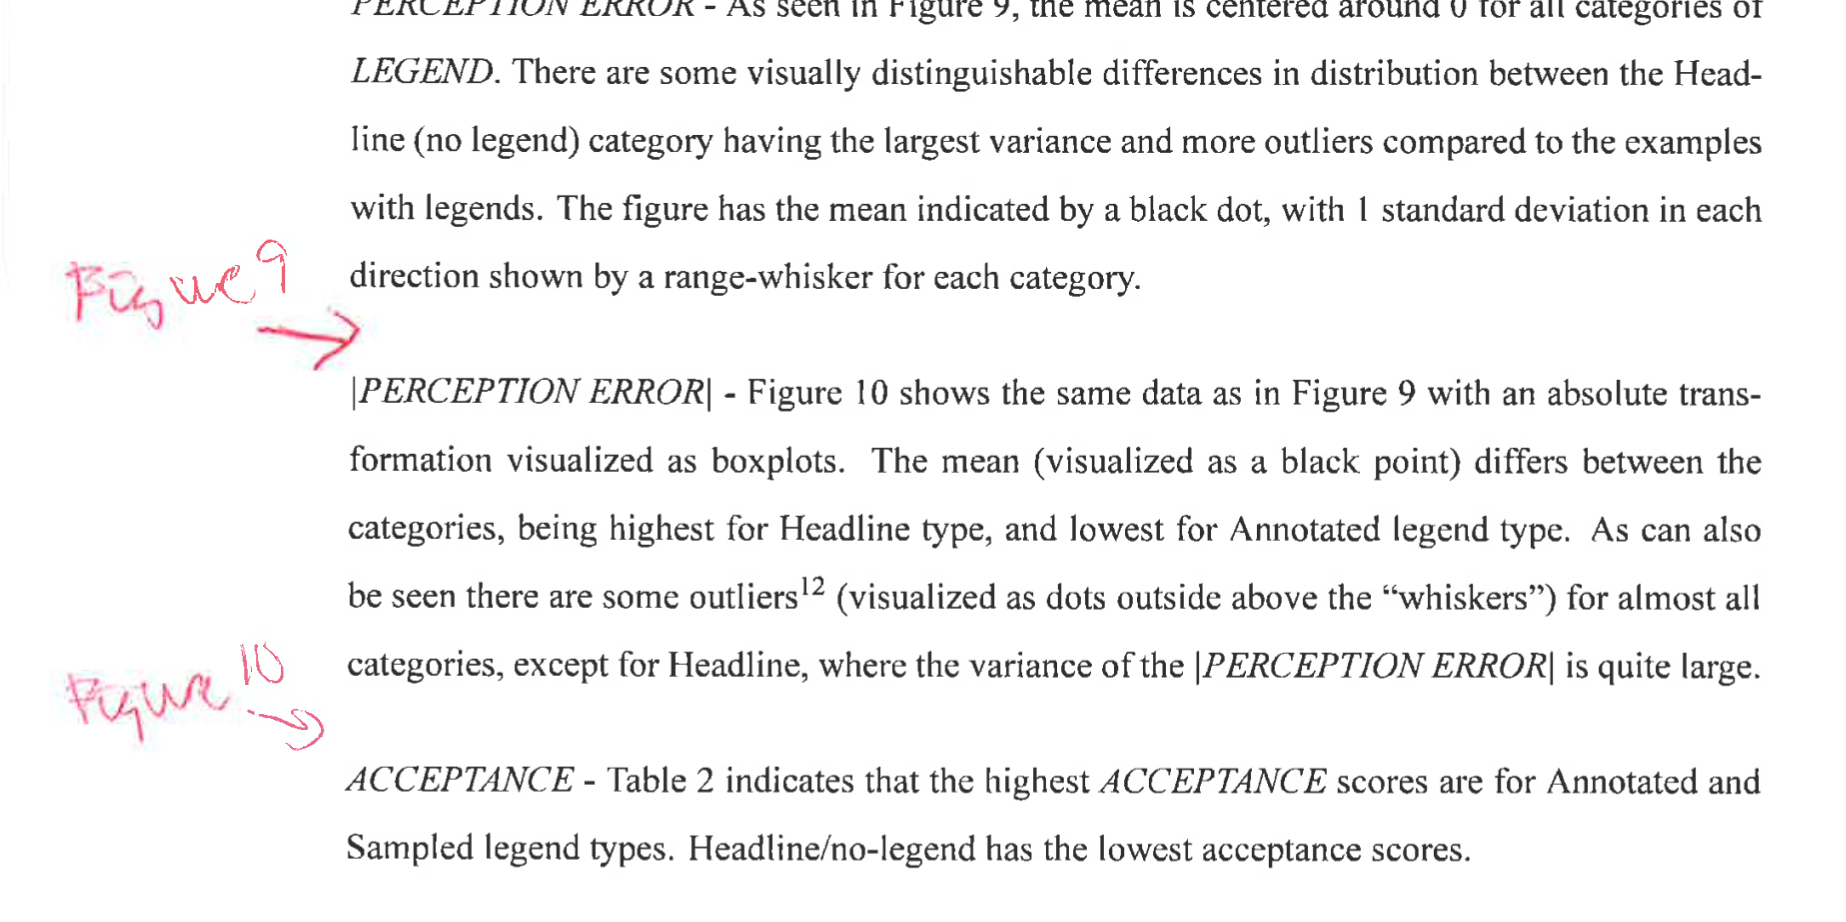 PERCEPTION ERROR - As seen in Figure 9, the mean is centered around 0 for all categories of
LEGEND. There are some visually distinguishable differences in distribution between the Head-
line (no legend) category having the largest variance and more outliers compared to the examples
with legends. The figure has the mean indicated by a black dot, with 1 standard deviation in each
Figure 9
direction shown by a range-whisker for each category.
|PERCEPTION ERROR| - Figure 10 shows the same data as in Figure 9 with an absolute trans-
formation visualized as boxplots. The mean (visualized as a black point) differs between the
categories, being highest for Headline type, and lowest for Annotated legend type. As can also
be seen there are some outliers12 (visualized as dots outside above the “whiskers”) for almost all
categories, except for Headline, where the variance of the |PERCEPTION ERROR| is quite large.
Figure 10
ACCEPTANCE - Table 2 indicates that the highest ACCEPTANCE scores are for Annotated and
Sampled legend types. Headline/no-legend has the lowest acceptance scores.